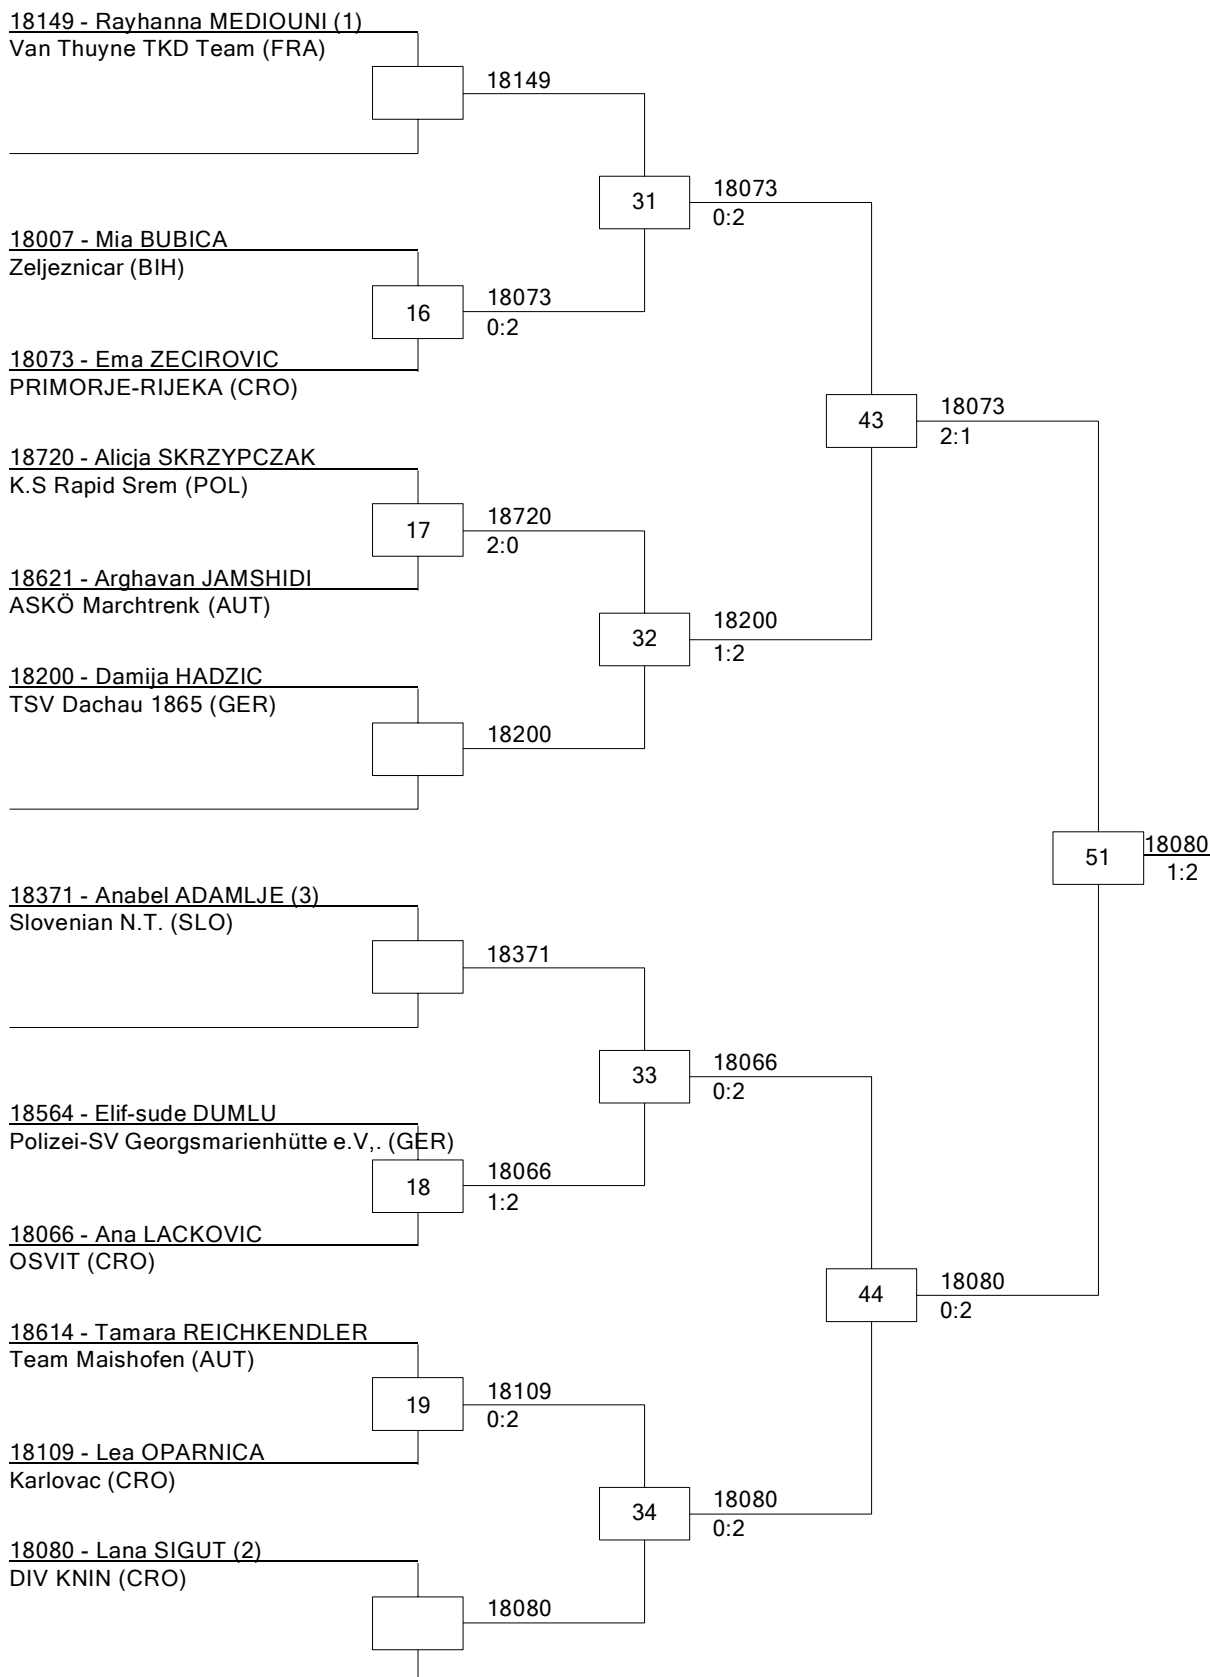 18149 - Rayhanna MEDIOUNI (1)
Van Thuyne TKD Team (FRA)
18149
31
18073
0:2
18007 - Mia BUBICA
Zeljeznicar (BIH)
16
18073
0:2
18073 - Ema ZECIROVIC
PRIMORJE-RIJEKA (CRO)
43
18073
2:1
18720 - Alicja SKRZYPCZAK
K.S Rapid Srem (POL)
17
18720
2:0
18621 - Arghavan JAMSHIDI
ASKÖ Marchtrenk (AUT)
32
18200
1:2
18200 - Damija HADZIC
TSV Dachau 1865 (GER)
18200
51
18080
1:2
18371 - Anabel ADAMLJE (3)
Slovenian N.T. (SLO)
18371
33
18066
0:2
18564 - Elif-sude DUMLU
Polizei-SV Georgsmarienhütte e.V,. (GER)
18
18066
1:2
18066 - Ana LACKOVIC
OSVIT (CRO)
44
18080
0:2
18614 - Tamara REICHKENDLER
Team Maishofen (AUT)
19
18109
0:2
18109 - Lea OPARNICA
Karlovac (CRO)
34
18080
0:2
18080 - Lana SIGUT (2)
DIV KNIN (CRO)
18080